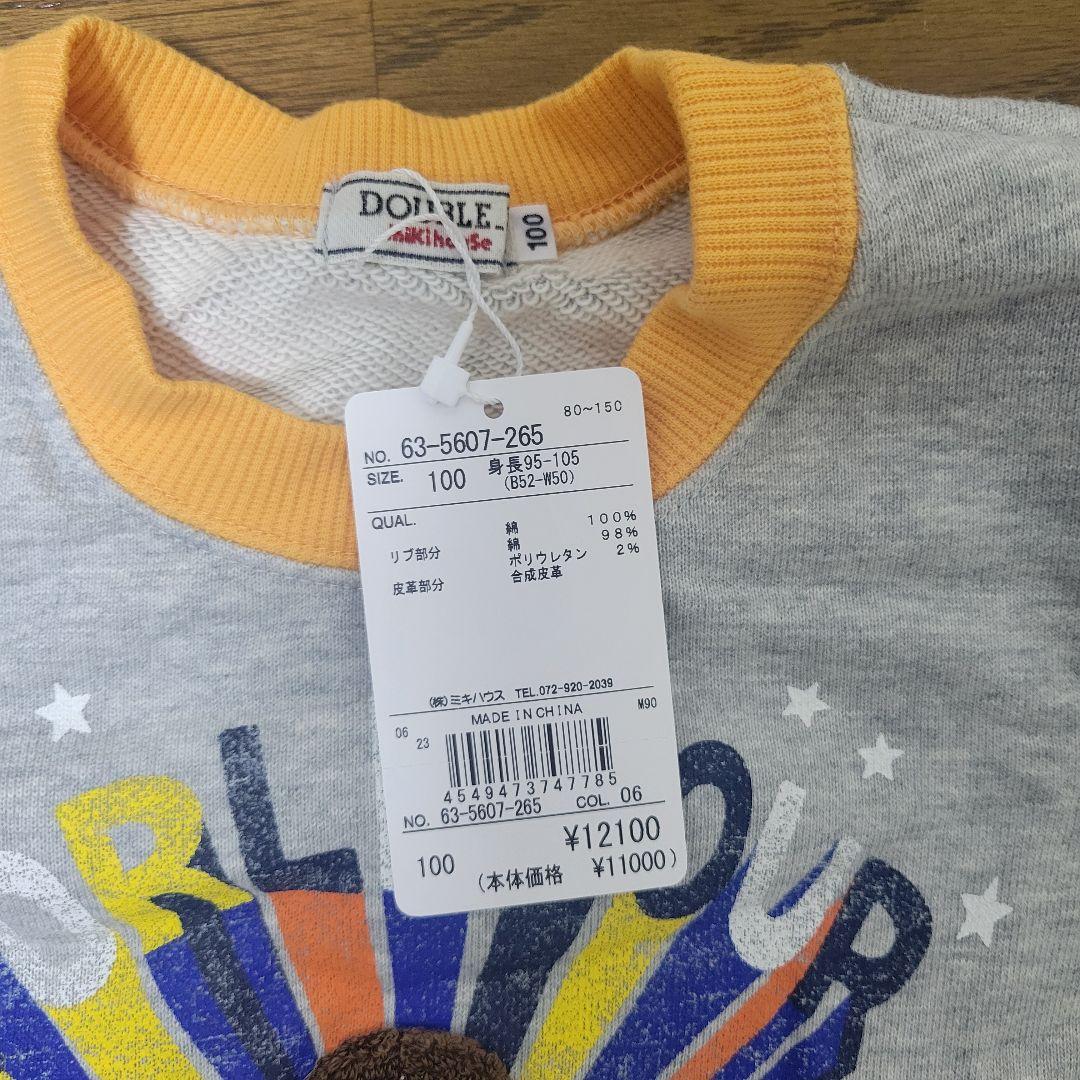 DOUBLE_
mikihouse
100
80~150
NO. 63-5607-265
SIZE. 100 身長95-105
(B52-W50)
QUAL. 綿 100%
リブ部分 綿 98%
ポリウレタン 2%
皮革部分 合成皮革
(株)ミキハウス TEL.072-920-2039
MADE IN CHINA M90
06 23
4549473747785
NO. 63-5607-265 COL. 06
100 ¥12100
(本体価格 ¥11000)
ORL OUR